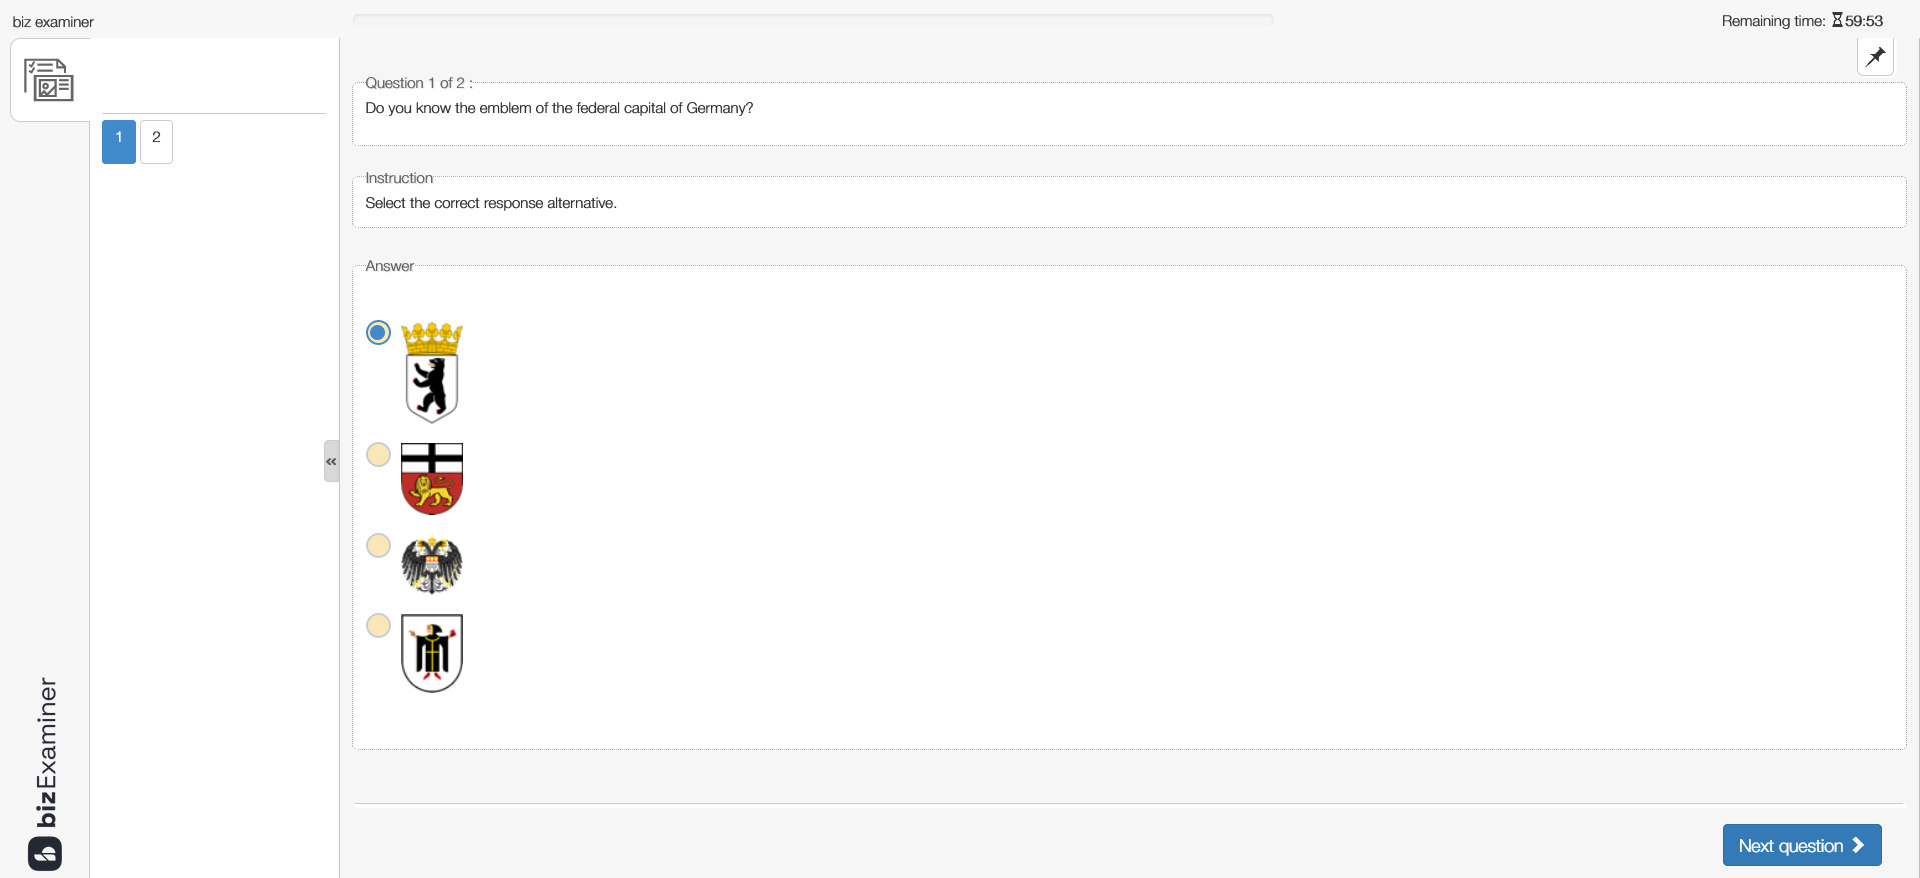 biz examiner
Remaining time: 59:53
1 2
Question 1 of 2 :
Do you know the emblem of the federal capital of Germany?
Instruction
Select the correct response alternative.
Answer
«
bizExaminer
Next question